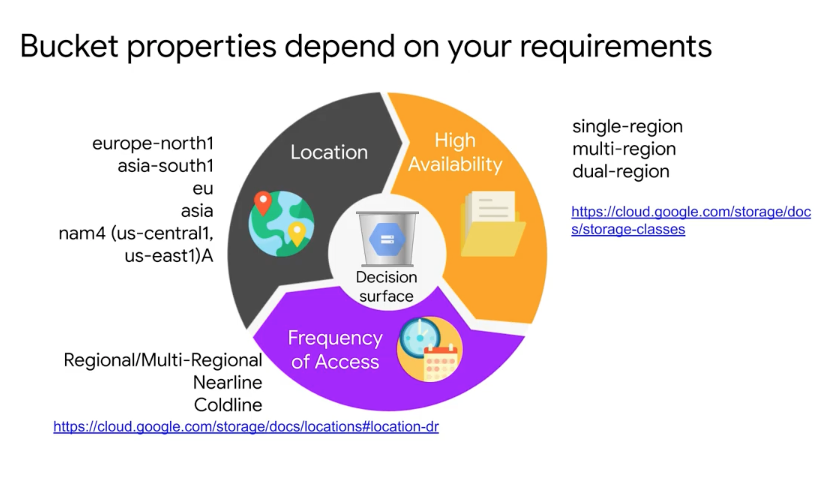 Bucket properties depend on your requirements
europe-north1
asia-south1
eu
asia
nam4 (us-central1,
us-east1)A
Location
High
Availability
single-region
multi-region
dual-region
https://cloud.google.com/storage/doc
s/storage-classes
Decision
surface
Frequency
of Access
Regional/Multi-Regional
Nearline
Coldline
https://cloud.google.com/storage/docs/locations#location-dr